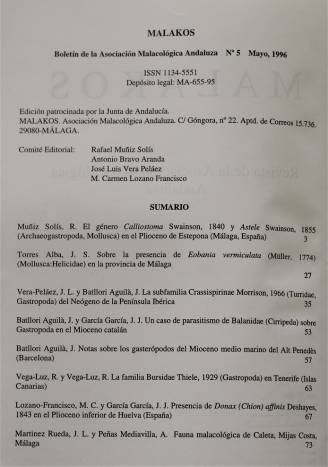 MALAKOS
Boletín de la Asociación Malacológica Andaluza Nº 5 Mayo, 1996
ISSN 1134-5551
Depósito legal: MA-655-95
Edición patrocinada por la Junta de Andalucía.
MALAKOS. Asociación Malacológica Andaluza. C/ Góngora, nº 22. Aptd. de Correos 15.736.
29080-MÁLAGA.
Comité Editorial: Rafael Muñiz Solís
Antonio Bravo Aranda
José Luis Vera Peláez
M. Carmen Lozano Francisco
SUMARIO
Muñiz Solís, R. El género Calliostoma Swainson, 1840 y Astele Swainson, 1855
(Archaeogastropoda, Mollusca) en el Plioceno de Estepona (Málaga, España)
3
Torres Alba, J. S. Sobre la presencia de Eobania vermiculata (Müller, 1774)
(Mollusca:Helicidae) en la provincia de Málaga
27
Vera-Peláez, J. L. y Batllori Aguilà, J. La subfamilia Crassispirinae Morrison, 1966 (Turridae,
Gastropoda) del Neógeno de la Península Ibérica
35
Batllori Aguilà, J. y García García, J. J. Un caso de parasitismo de Balanidae (Cirripeda) sobre
Gastropoda en el Mioceno catalán
53
Batllori Aguilà, J. Notas sobre los gasterópodos del Mioceno medio marino del Alt Penedès
(Barcelona)
57
Vega-Luz, R. y Vega-Luz, R. La familia Bursidae Thiele, 1929 (Gastropoda) en Tenerife (Islas
Canarias)
63
Lozano-Francisco, M. C. y García García, J. J. Presencia de Donax (Chion) affinis Deshayes,
1843 en el Plioceno inferior de Huelva (España)
67
Martínez Rueda, J. L. y Peñas Mediavilla, A. Fauna malacológica de Caleta, Mijas Costa,
Málaga
73